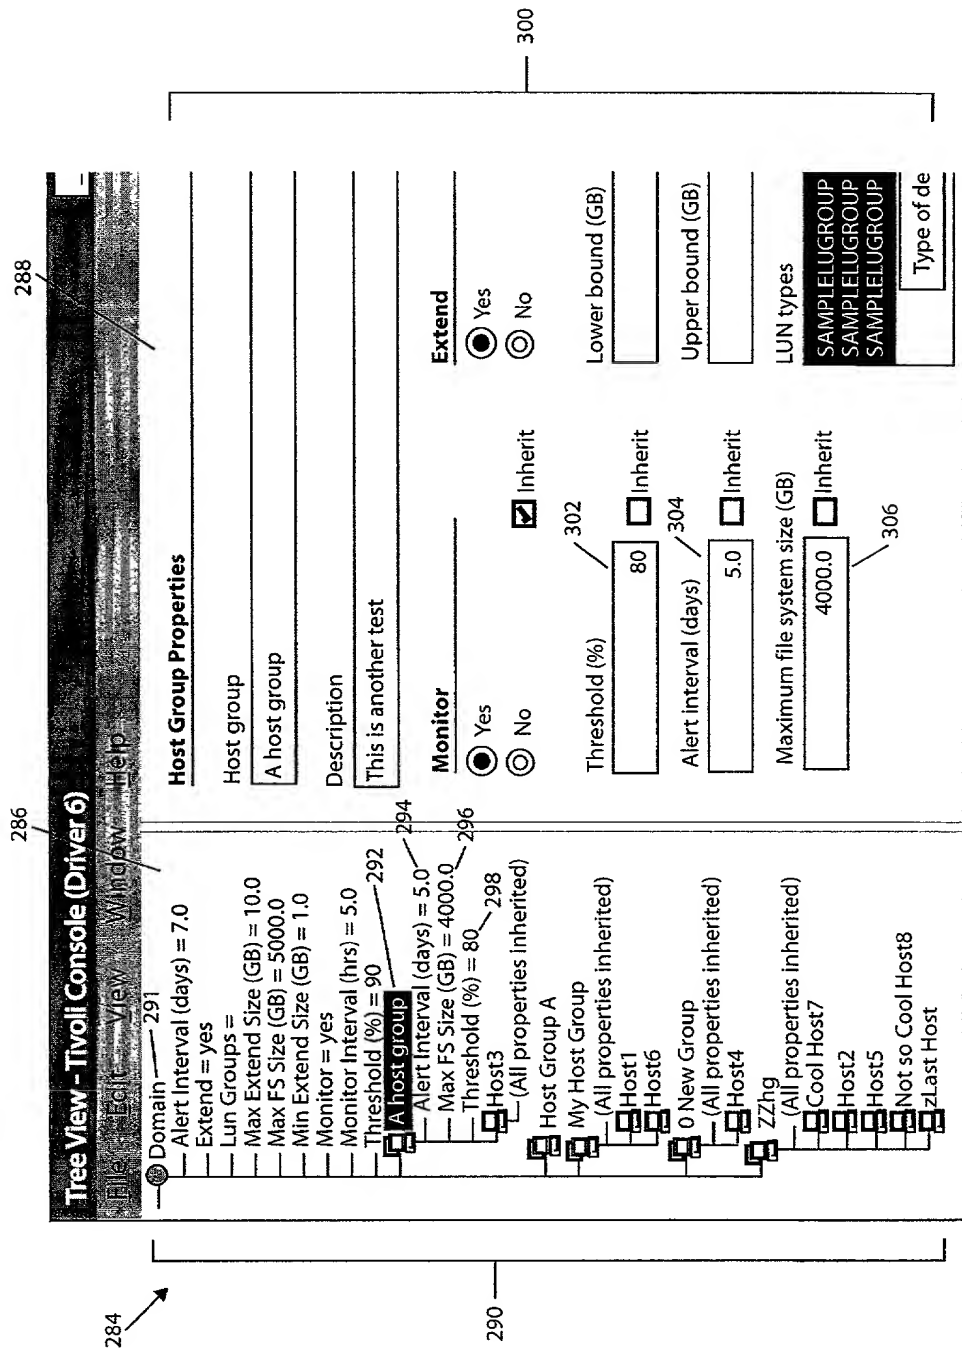 284
286
288
Tree View - Tivoli Console (Driver 6)
File Edit View Window Help
290
Domain
291
Alert Interval (days) = 7.0
Extend = yes
Lun Groups =
Max Extend Size (GB) = 10.0
Max FS Size (GB) = 5000.0
Min Extend Size (GB) = 1.0
Monitor = yes
Monitor Interval (hrs) = 5.0
Threshold (%) = 90
A host group
292
Alert Interval (days) = 5.0
294
Max FS Size (GB) = 4000.0
296
Threshold (%) = 80
298
Host3
(All properties inherited)
Host Group A
My Host Group
(All properties inherited)
Host1
Host6
0 New Group
(All properties inherited)
Host4
ZZhg
(All properties inherited)
Cool Host7
Host2
Host5
Not so Cool Host8
zLast Host
Host Group Properties
Host group
A host group
Description
This is another test
Monitor
Yes
No
Inherit
Threshold (%)
302
80
Inherit
Alert Interval (days)
304
5.0
Inherit
Maximum file system size (GB)
4000.0
Inherit
306
Extend
Yes
No
Lower bound (GB)
Upper bound (GB)
LUN types
SAMPLELUGROUP
SAMPLELUGROUP
SAMPLELUGROUP
Type of de
300